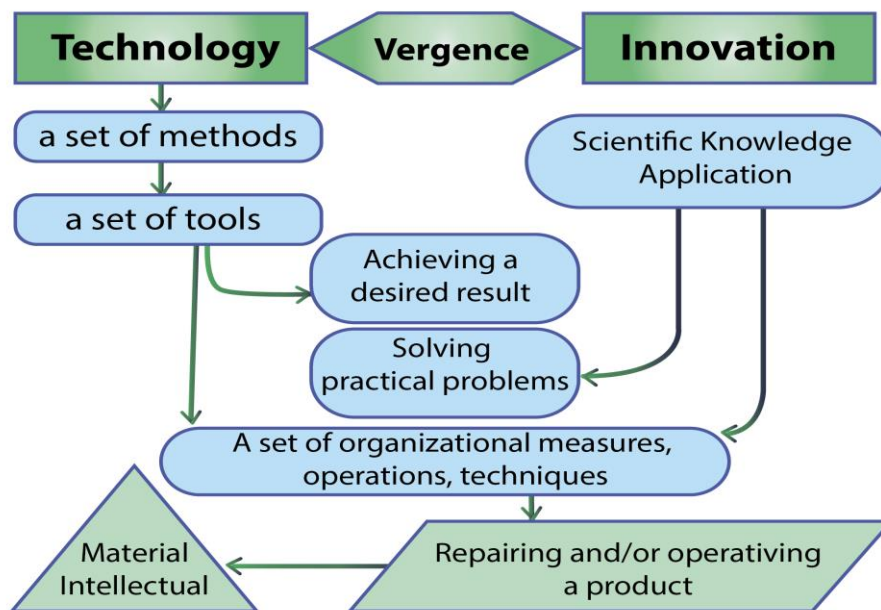 Technology
Vergence
Innovation
a set of methods
a set of tools
Scientific Knowledge
Application
Achieving a
desired result
Solving
practical problems
A set of organizational measures,
operations, techniques
Material
Intellectual
Repairing and/or operativing
a product